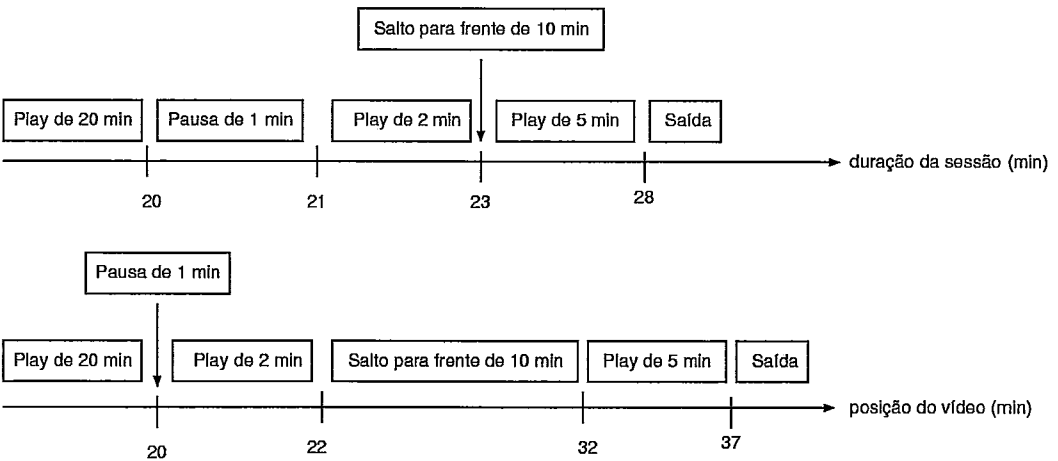 Salto para frente de 10 min
Play de 20 min Pausa de 1 min Play de 2 min Play de 5 min Saída
duração da sessão (min)
20 21 23 28
Pausa de 1 min
Play de 20 min Play de 2 min Salto para frente de 10 min Play de 5 min Saída
posição do vídeo (min)
20 22 32 37